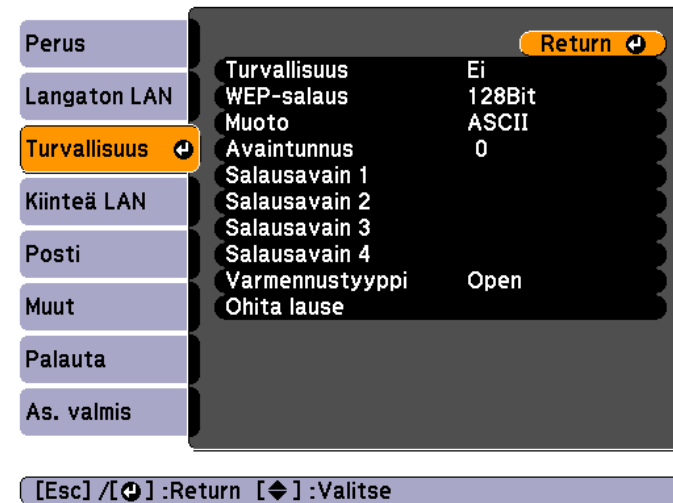 Perus
Langaton LAN
Turvallisuus
Kiinteä LAN
Posti
Muut
Palauta
As. valmis
Return
Turvallisuus Ei
WEP-salaus 128Bit
Muoto ASCII
Avaintunnus 0
Salausavain 1
Salausavain 2
Salausavain 3
Salausavain 4
Varmennustyyppi Open
Ohita lause
[Esc] /[⏎] :Return [◆] :Valitse